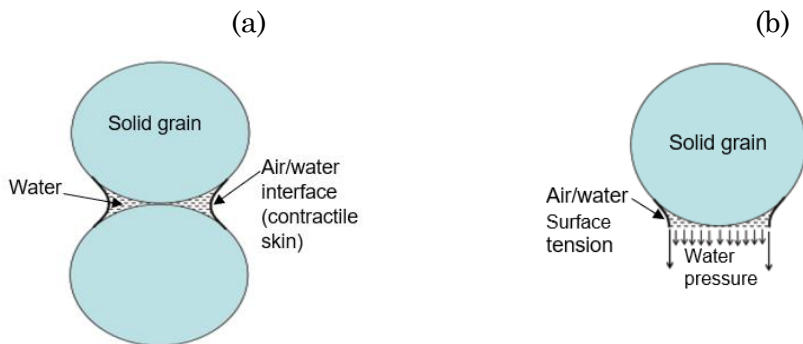 (a)
Solid grain
Water
Air/water
interface
(contractile
skin)
(b)
Solid grain
Air/water
Surface
tension
Water
pressure